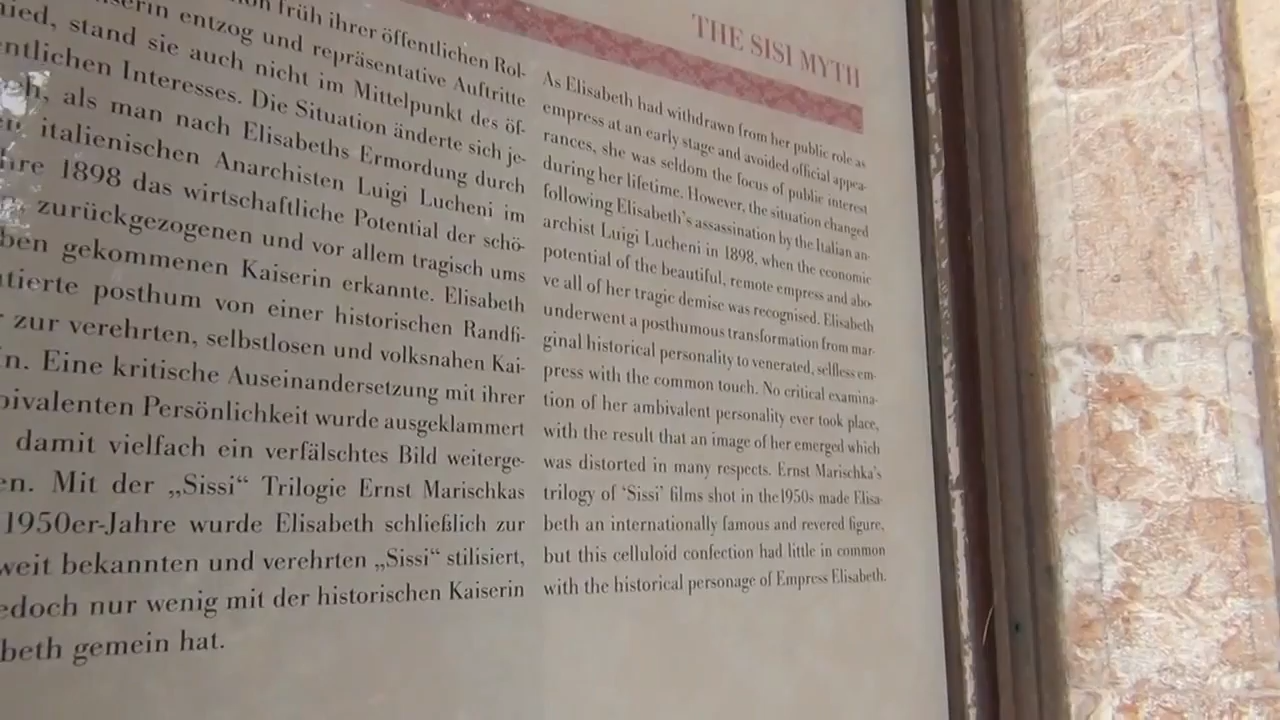 früh ihrer öffentlichen Rol-
entzog und repräsentative Auftritte
stand sie auch nicht im Mittelpunkt des öf-
Interesses. Die Situation änderte sich je-
als man nach Elisabeths Ermordung durch
italienischen Anarchisten Luigi Lucheni im
1898 das wirtschaftliche Potential der schö-
zurückgezogenen und vor allem tragisch ums
gekommenen Kaiserin erkannte. Elisabeth
posthum von einer historischen Randfi-
zur verehrten, selbstlosen und volksnahen Kai-
Eine kritische Auseinandersetzung mit ihrer
Persönlichkeit wurde ausgeklammert
damit vielfach ein verfälschtes Bild weiterge-
Mit der „Sissi“ Trilogie Ernst Marischkas
1950er-Jahre wurde Elisabeth schließlich zur
weit bekannten und verehrten „Sissi“ stilisiert,
nur wenig mit der historischen Kaiserin
beth gemein hat.
THE SISI MYTH
As Elisabeth had withdrawn from her public role as
empress at an early stage and avoided official appea-
rances, she was seldom the focus of public interest
during her lifetime. However, the situation changed
following Elisabeth's assassination by the Italian an-
archist Luigi Lucheni in 1898, when the economic
potential of the beautiful, remote empress and abo-
ve all of her tragic demise was recognised. Elisabeth
underwent a posthumous transformation from mar-
ginal historical personality to venerated, selfless em-
press with the common touch. No critical examina-
tion of her ambivalent personality ever took place,
with the result that an image of her emerged which
was distorted in many respects. Ernst Marischka's
trilogy of ‘Sissi’ films shot in the1950s made Elisa-
beth an internationally famous and revered figure,
but this celluloid confection had little in common
with the historical personage of Empress Elisabeth.